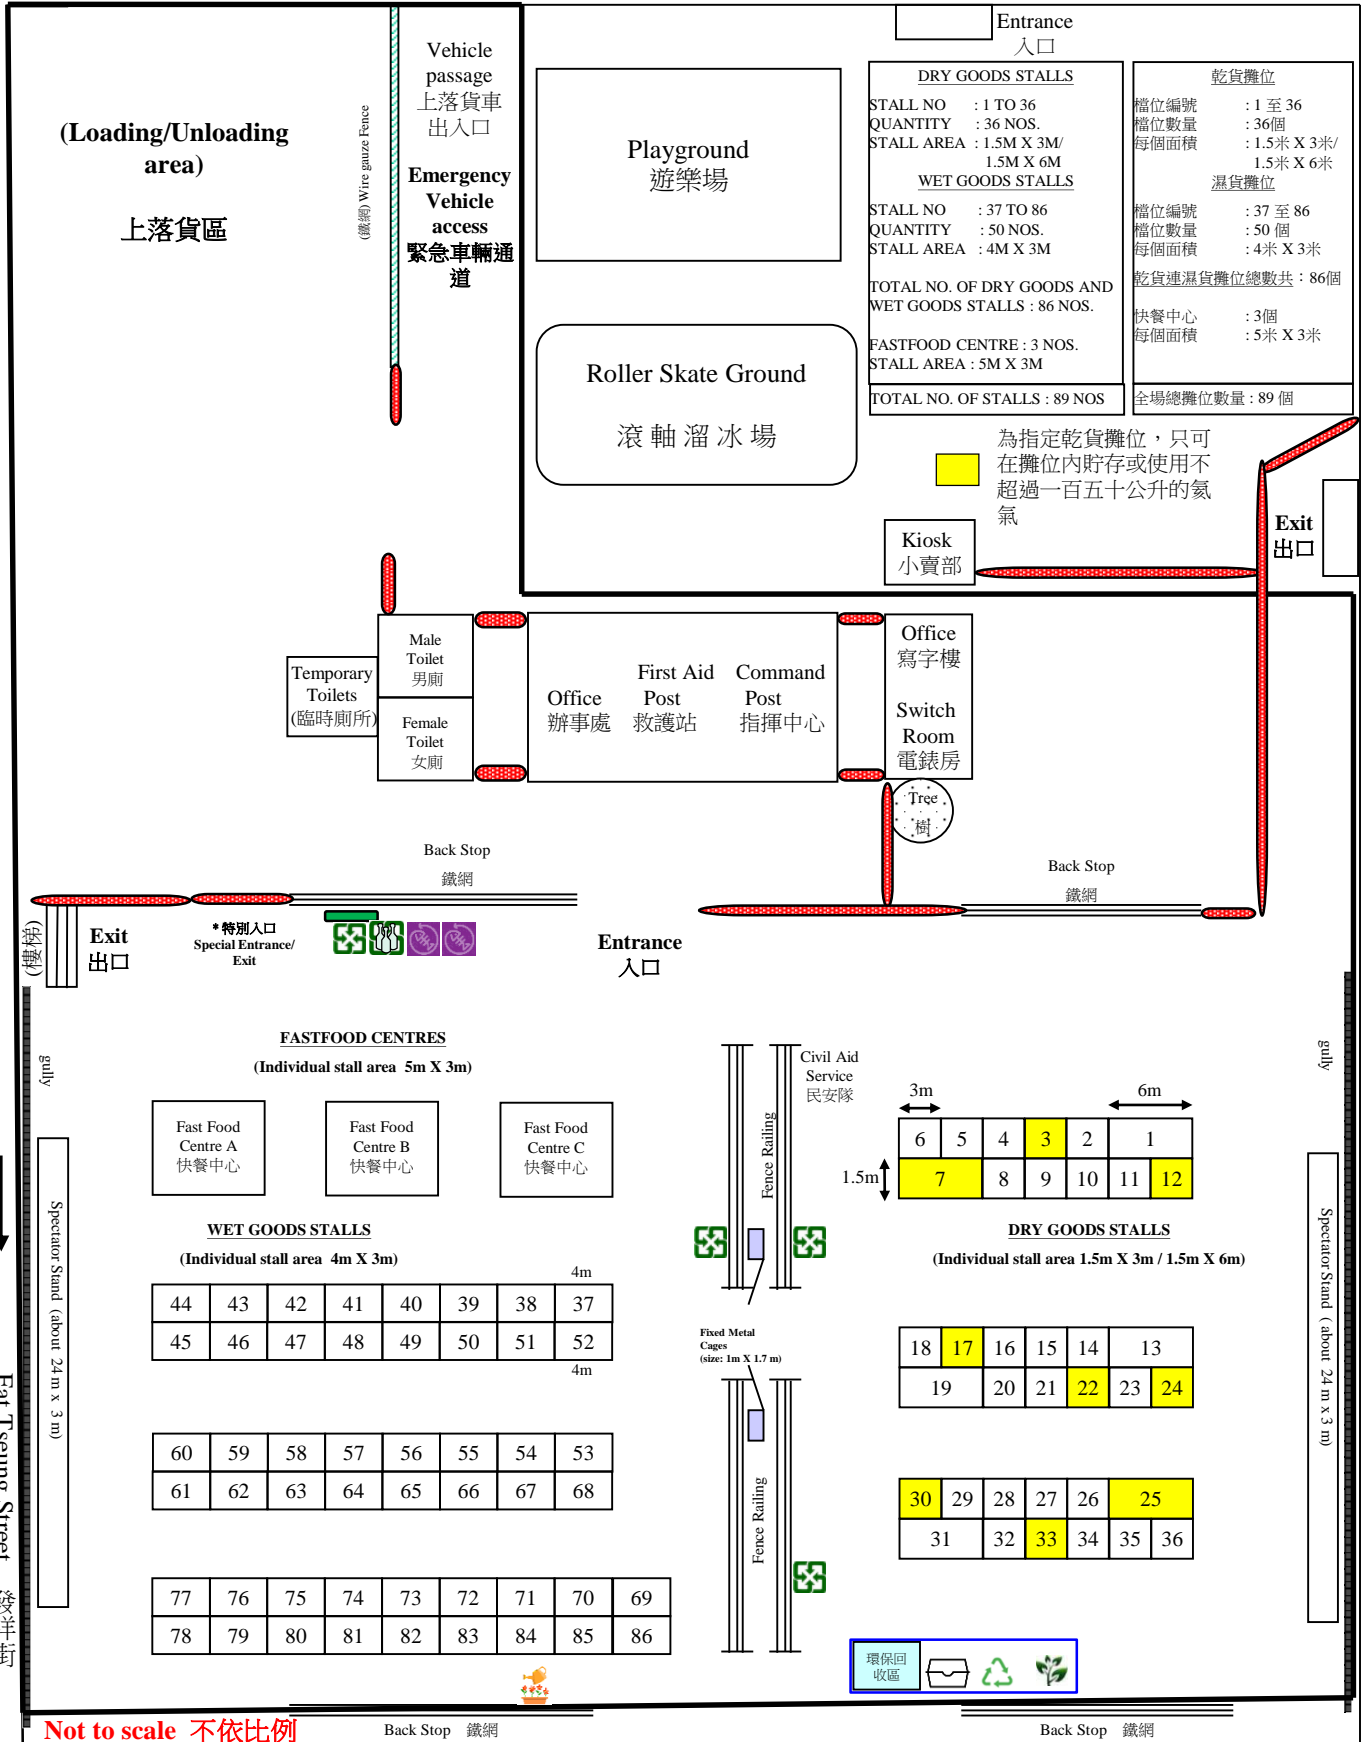 Entrance
入口
Vehicle
passage
上落貨車
出入口
Emergency
Vehicle
access
緊急車輛通
道
(鐵網) Wire gauze Fence
(Loading/Unloading
area)
上落貨區
Playground
遊樂場
Roller Skate Ground
滾軸溜冰場
DRY GOODS STALLS
STALL NO : 1 TO 36
QUANTITY : 36 NOS.
STALL AREA : 1.5M X 3M/
1.5M X 6M
WET GOODS STALLS
STALL NO : 37 TO 86
QUANTITY : 50 NOS.
STALL AREA : 4M X 3M
TOTAL NO. OF DRY GOODS AND
WET GOODS STALLS : 86 NOS.
FASTFOOD CENTRE : 3 NOS.
STALL AREA : 5M X 3M
TOTAL NO. OF STALLS : 89 NOS
乾貨攤位
檔位編號 : 1 至 36
檔位數量 : 36個
每個面積 : 1.5米 X 3米/
1.5米 X 6米
濕貨攤位
檔位編號 : 37 至 86
檔位數量 : 50 個
每個面積 : 4米 X 3米
乾貨連濕貨攤位總數共：86個
快餐中心 : 3個
每個面積 : 5米 X 3米
全場總攤位數量 : 89 個
為指定乾貨攤位，只可
在攤位內貯存或使用不
超過一百五十公升的氦
氣
Exit
出口
Kiosk
小賣部
Temporary
Toilets
(臨時廁所)
Male
Toilet
男廁
Female
Toilet
女廁
Office
辦事處
First Aid
Post
救護站
Command
Post
指揮中心
Office
寫字樓
Switch
Room
電錶房
Tree
樹
Back Stop
鐵網
Back Stop
鐵網
(樓梯)
Exit
出口
*特別入口
Special Entrance/
Exit
Entrance
入口
gully
gully
FASTFOOD CENTRES
(Individual stall area 5m X 3m)
Fast Food
Centre A
快餐中心
Fast Food
Centre B
快餐中心
Fast Food
Centre C
快餐中心
Civil Aid
Service
民安隊
Fence Railing
3m
6m
6 5 4 3 2 1
1.5m
7 8 9 10 11 12
WET GOODS STALLS
(Individual stall area 4m X 3m)
DRY GOODS STALLS
(Individual stall area 1.5m X 3m / 1.5m X 6m)
4m
44 43 42 41 40 39 38 37
45 46 47 48 49 50 51 52
4m
Fixed Metal
Cages
(size: 1m X 1.7 m)
18 17 16 15 14 13
19 20 21 22 23 24
Spectator Stand (about 24 m x 3 m)
Spectator Stand ( about 24 m x 3 m)
60 59 58 57 56 55 54 53
61 62 63 64 65 66 67 68
Fence Railing
30 29 28 27 26 25
31 32 33 34 35 36
77 76 75 74 73 72 71 70 69
78 79 80 81 82 83 84 85 86
Fat Tseung Street 發祥街
環保回
收區
Back Stop 鐵網
Back Stop 鐵網
Not to scale 不依比例